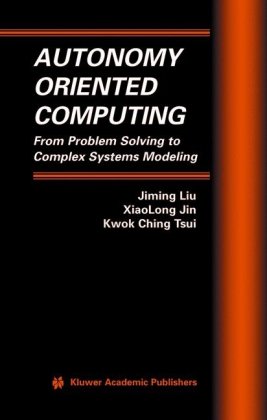 AUTONOMY
ORIENTED
COMPUTING
From Problem Solving to
Complex Systems Modeling
Jiming Liu
XiaoLong Jin
Kwok Ching Tsui
Kluwer Academic Publishers